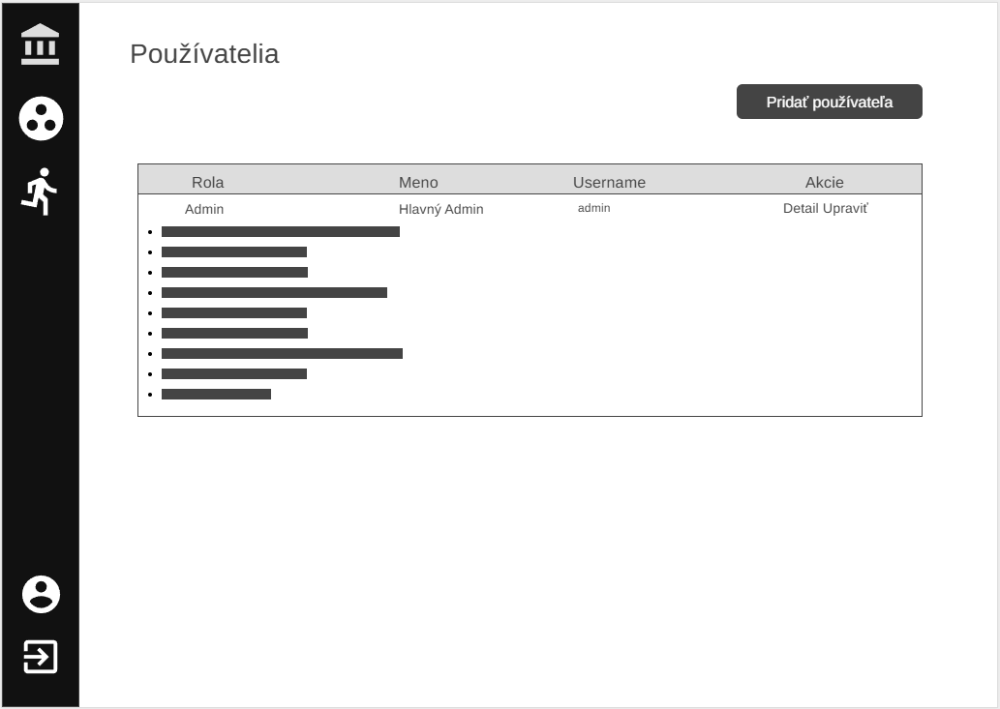 Používatelia
Pridať používateľa
Rola Meno Username Akcie
Admin Hlavný Admin admin Detail Upraviť